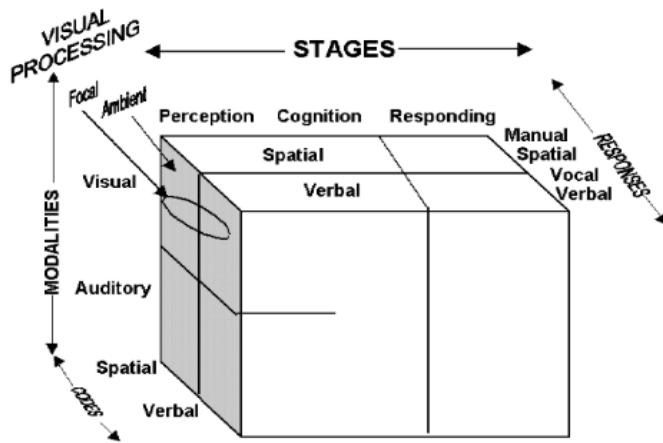 VISUAL
PROCESSING
STAGES
Focal
Ambient
Perception Cognition Responding
Spatial
Verbal
Manual
Spatial
Vocal
Verbal
RESPONSES
Visual
MODALITIES
Auditory
Spatial
Verbal
CODES